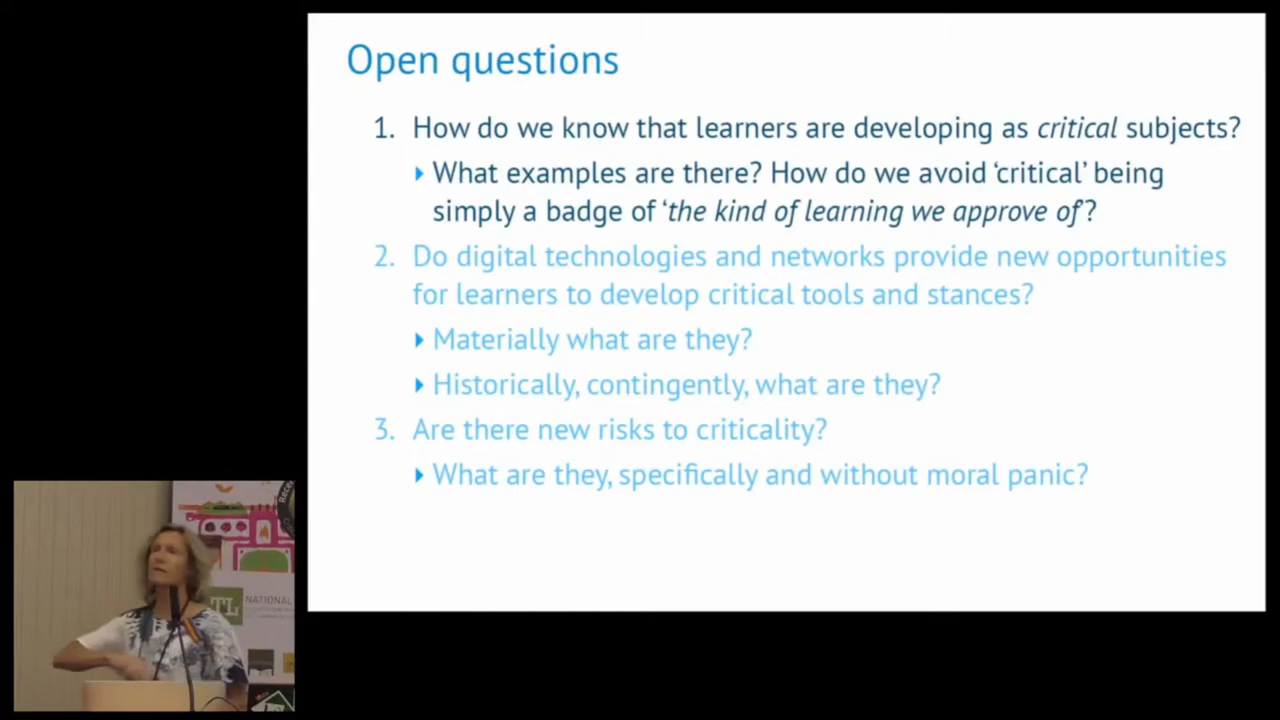 Open questions
1. How do we know that learners are developing as critical subjects?
What examples are there? How do we avoid ‘critical’ being
simply a badge of ‘the kind of learning we approve of’?
2. Do digital technologies and networks provide new opportunities
for learners to develop critical tools and stances?
Materially what are they?
Historically, contingently, what are they?
3. Are there new risks to criticality?
What are they, specifically and without moral panic?
TL NATIONAL